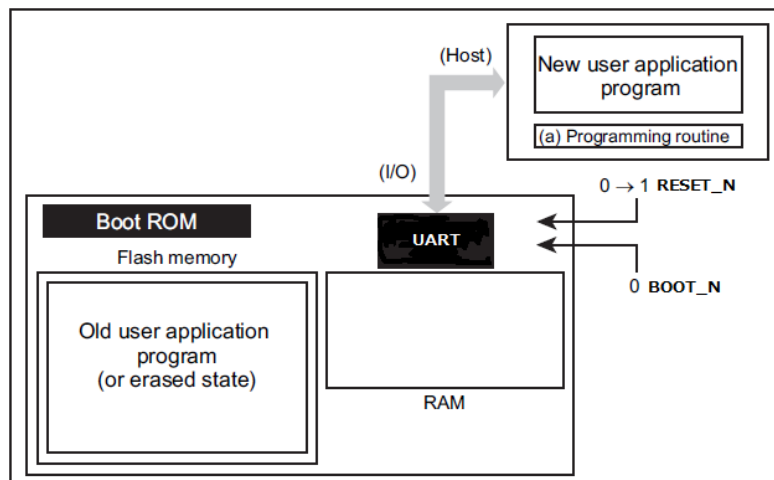 (Host)
New user application
program
(a) Programming routine
(I/O)
0 → 1 RESET_N
Boot ROM
UART
Flash memory
0 BOOT_N
Old user application
program
(or erased state)
RAM